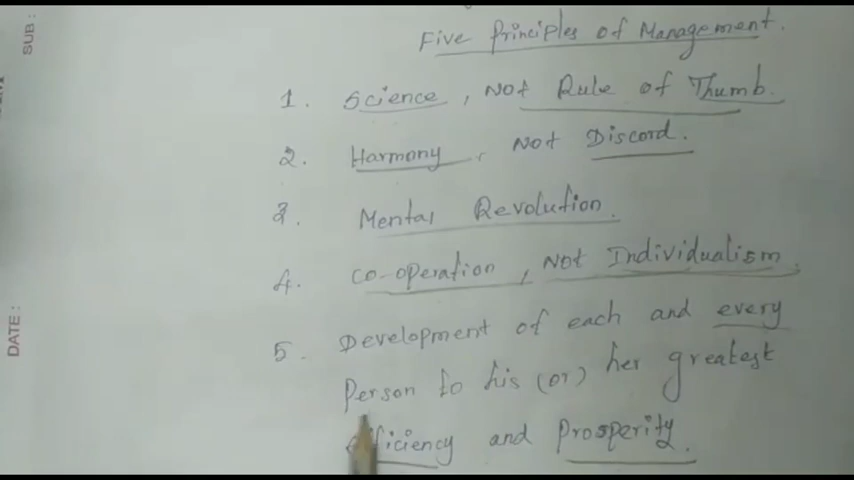 SUB :
DATE :
Five Principles of Management.
1. Science, Not Rule of Thumb.
2. Harmony, Not Discord.
3. Mental Revolution.
4. Co-operation, Not Individualism.
5. Development of each and every
Person to his (or) her greatest
efficiency and Prosperity.